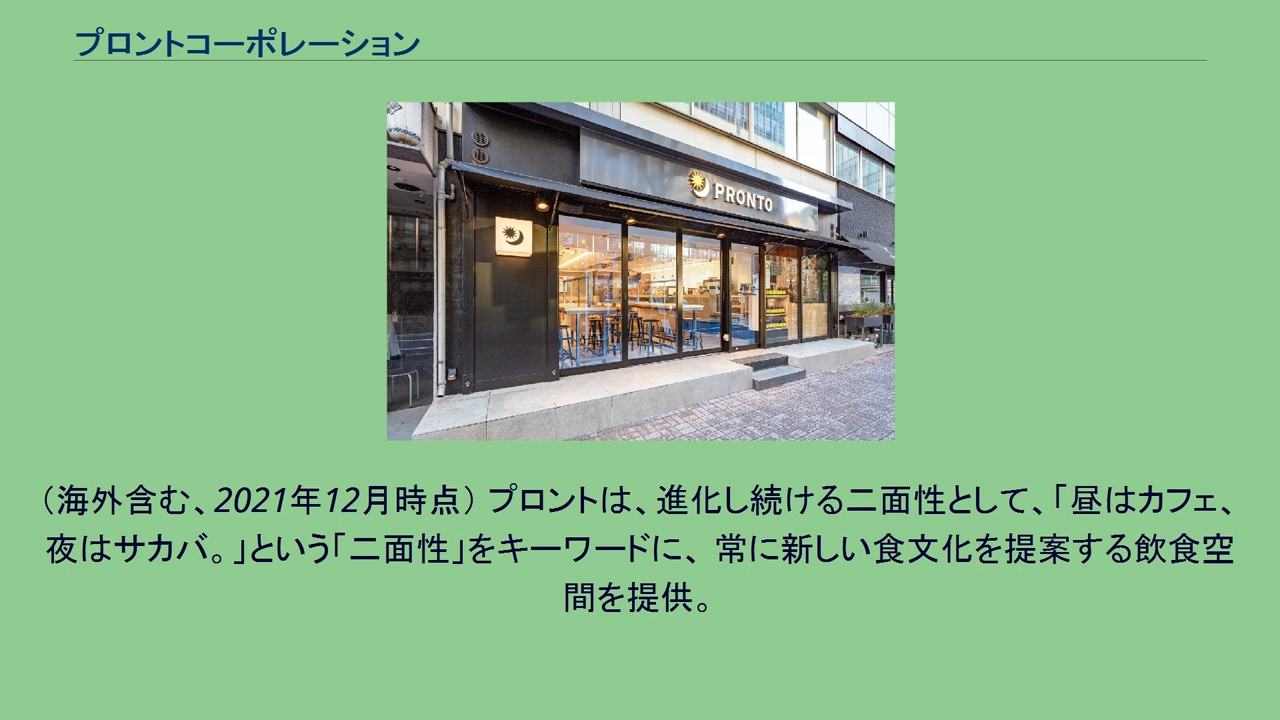 プロントコーポレーション
PRONTO
（海外含む、2021年12月時点） プロントは、進化し続ける二面性として、「昼はカフェ、
夜はサカバ。」という「二面性」をキーワードに、 常に新しい食文化を提案する飲食空
間を提供。